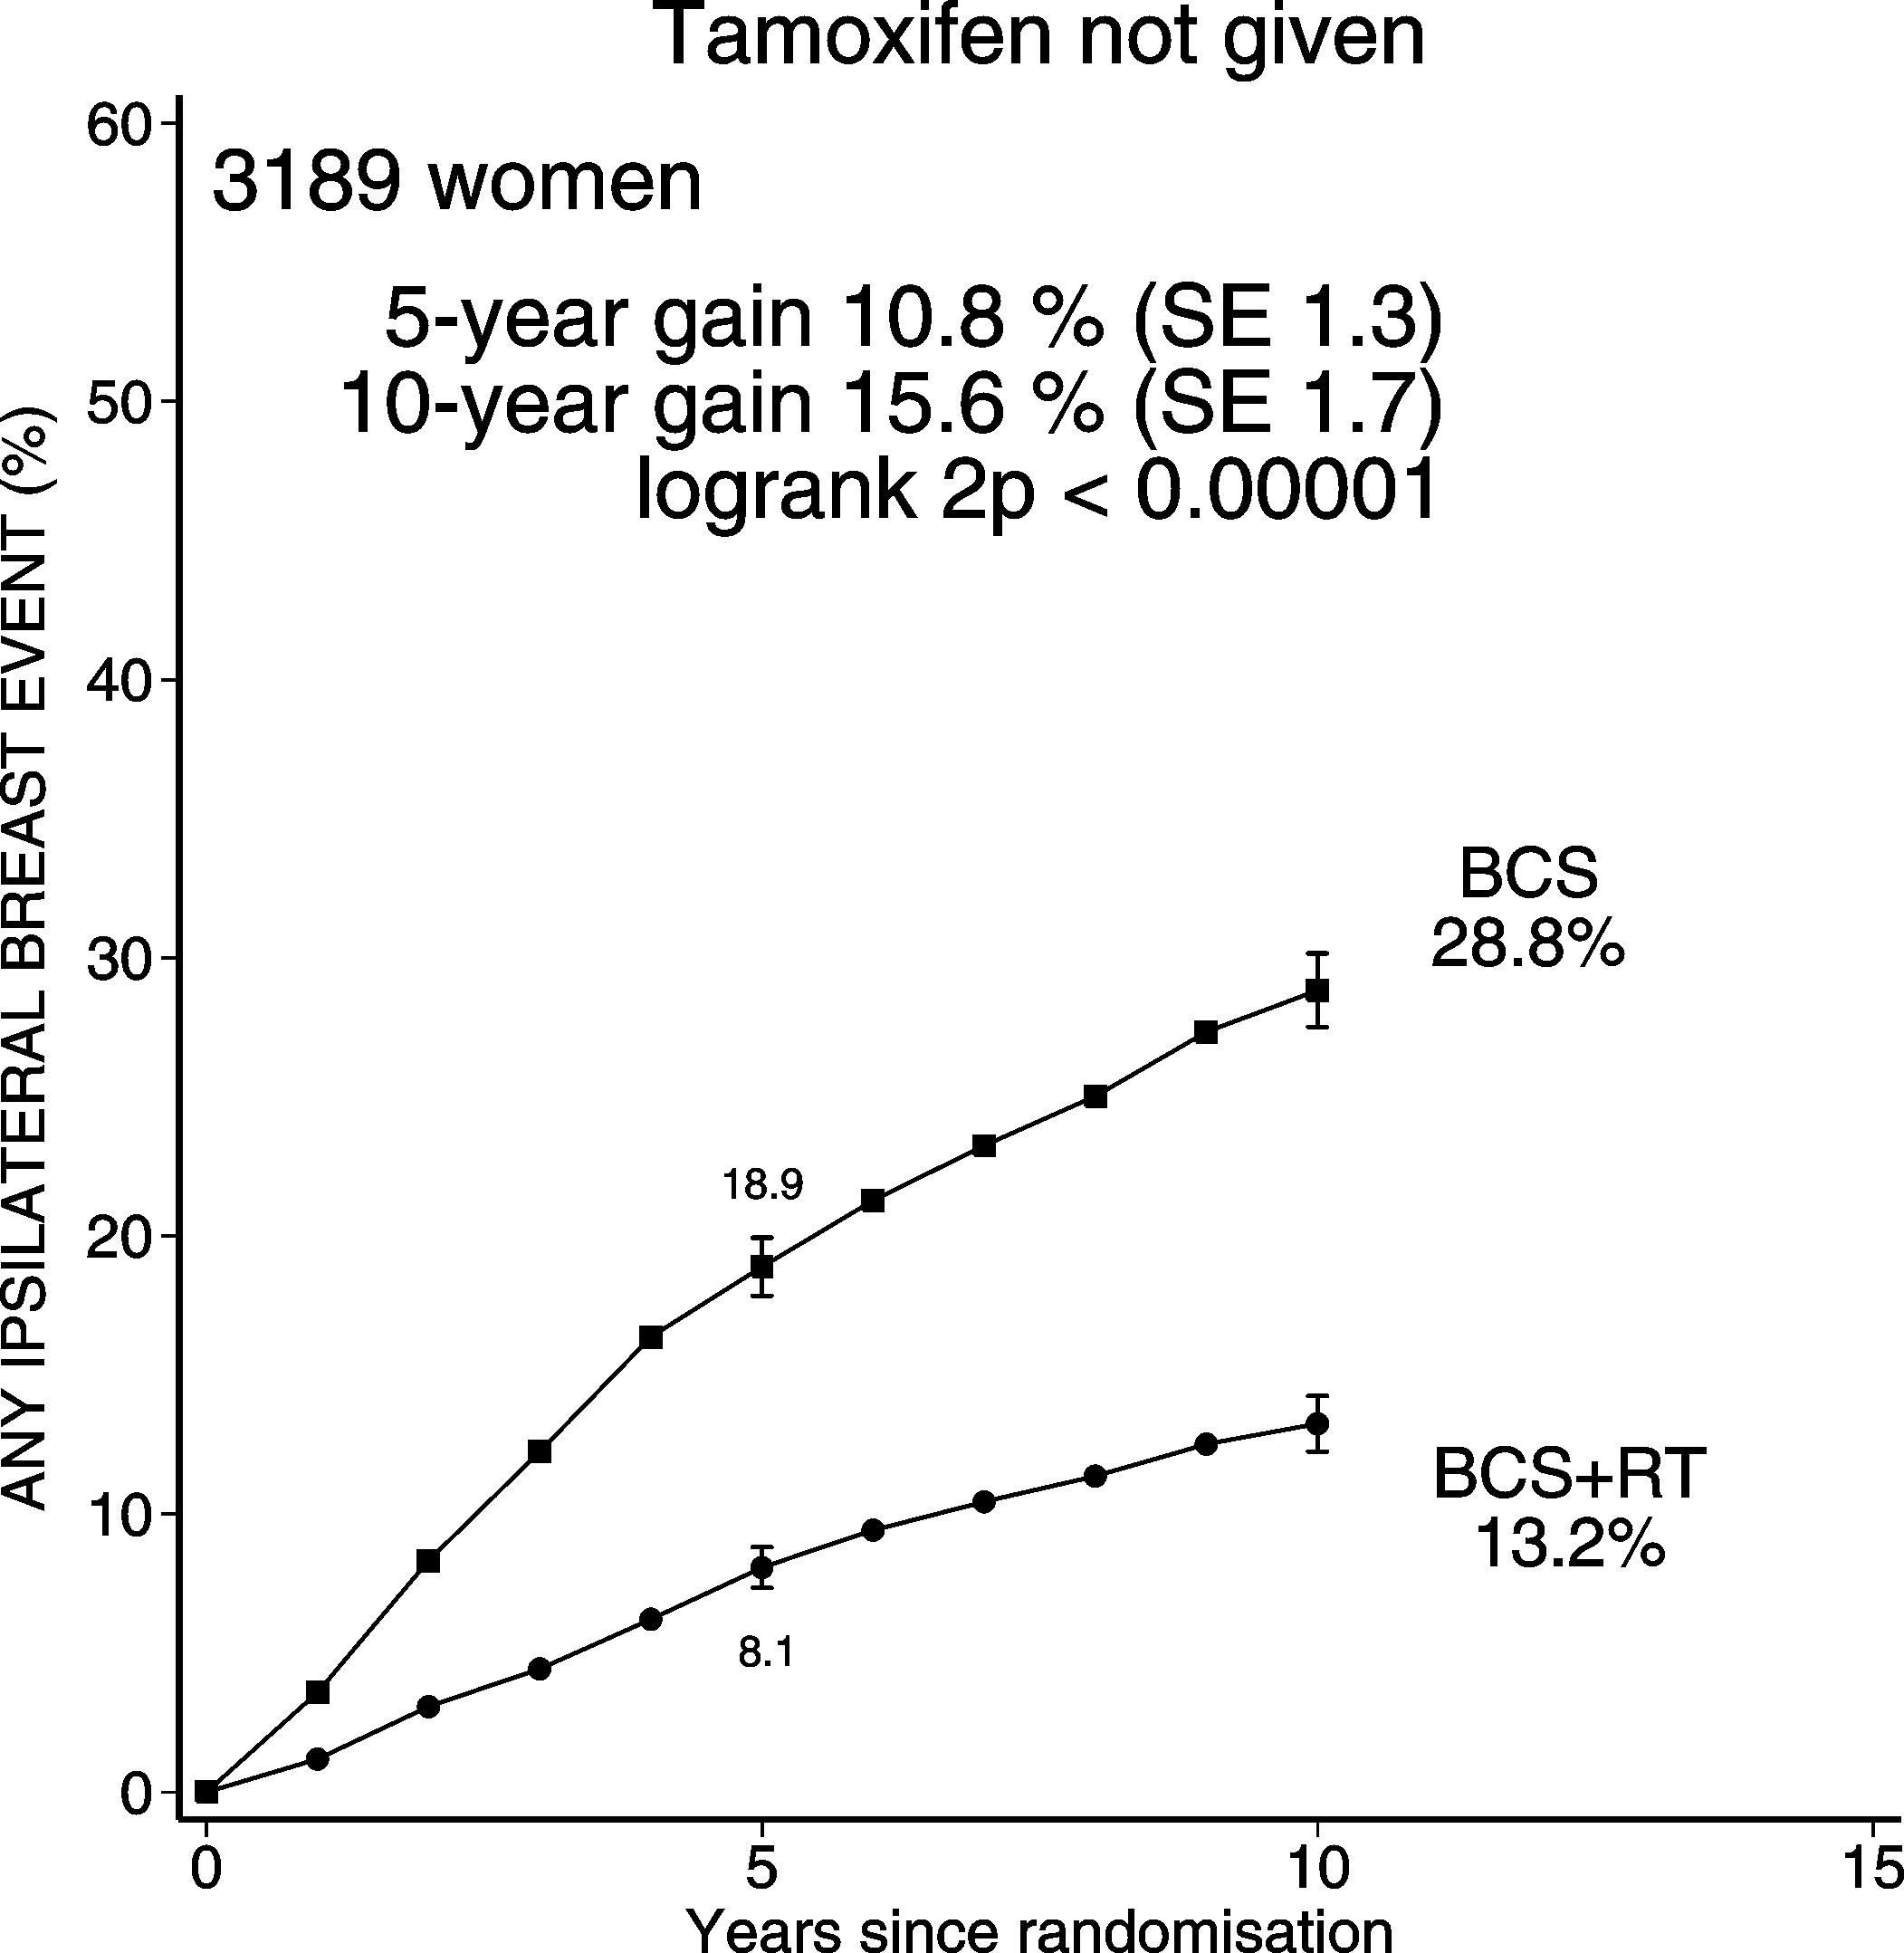 Tamoxifen not given
60
3189 women
5-year gain 10.8 % (SE 1.3)
10-year gain 15.6 % (SE 1.7)
logrank 2p < 0.00001
50
40
30
20
10
0
ANY IPSILATERAL BREAST EVENT (%)
BCS
28.8%
18.9
BCS+RT
13.2%
8.1
0 5 10 15
Years since randomisation